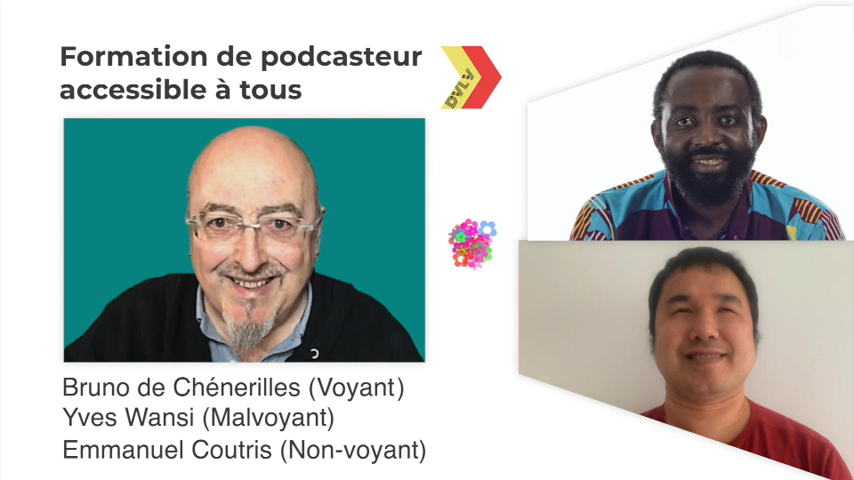 Formation de podcasteur
accessible à tous
DVLV
Bruno de Chénerilles (Voyant)
Yves Wansi (Malvoyant)
Emmanuel Coutris (Non-voyant)